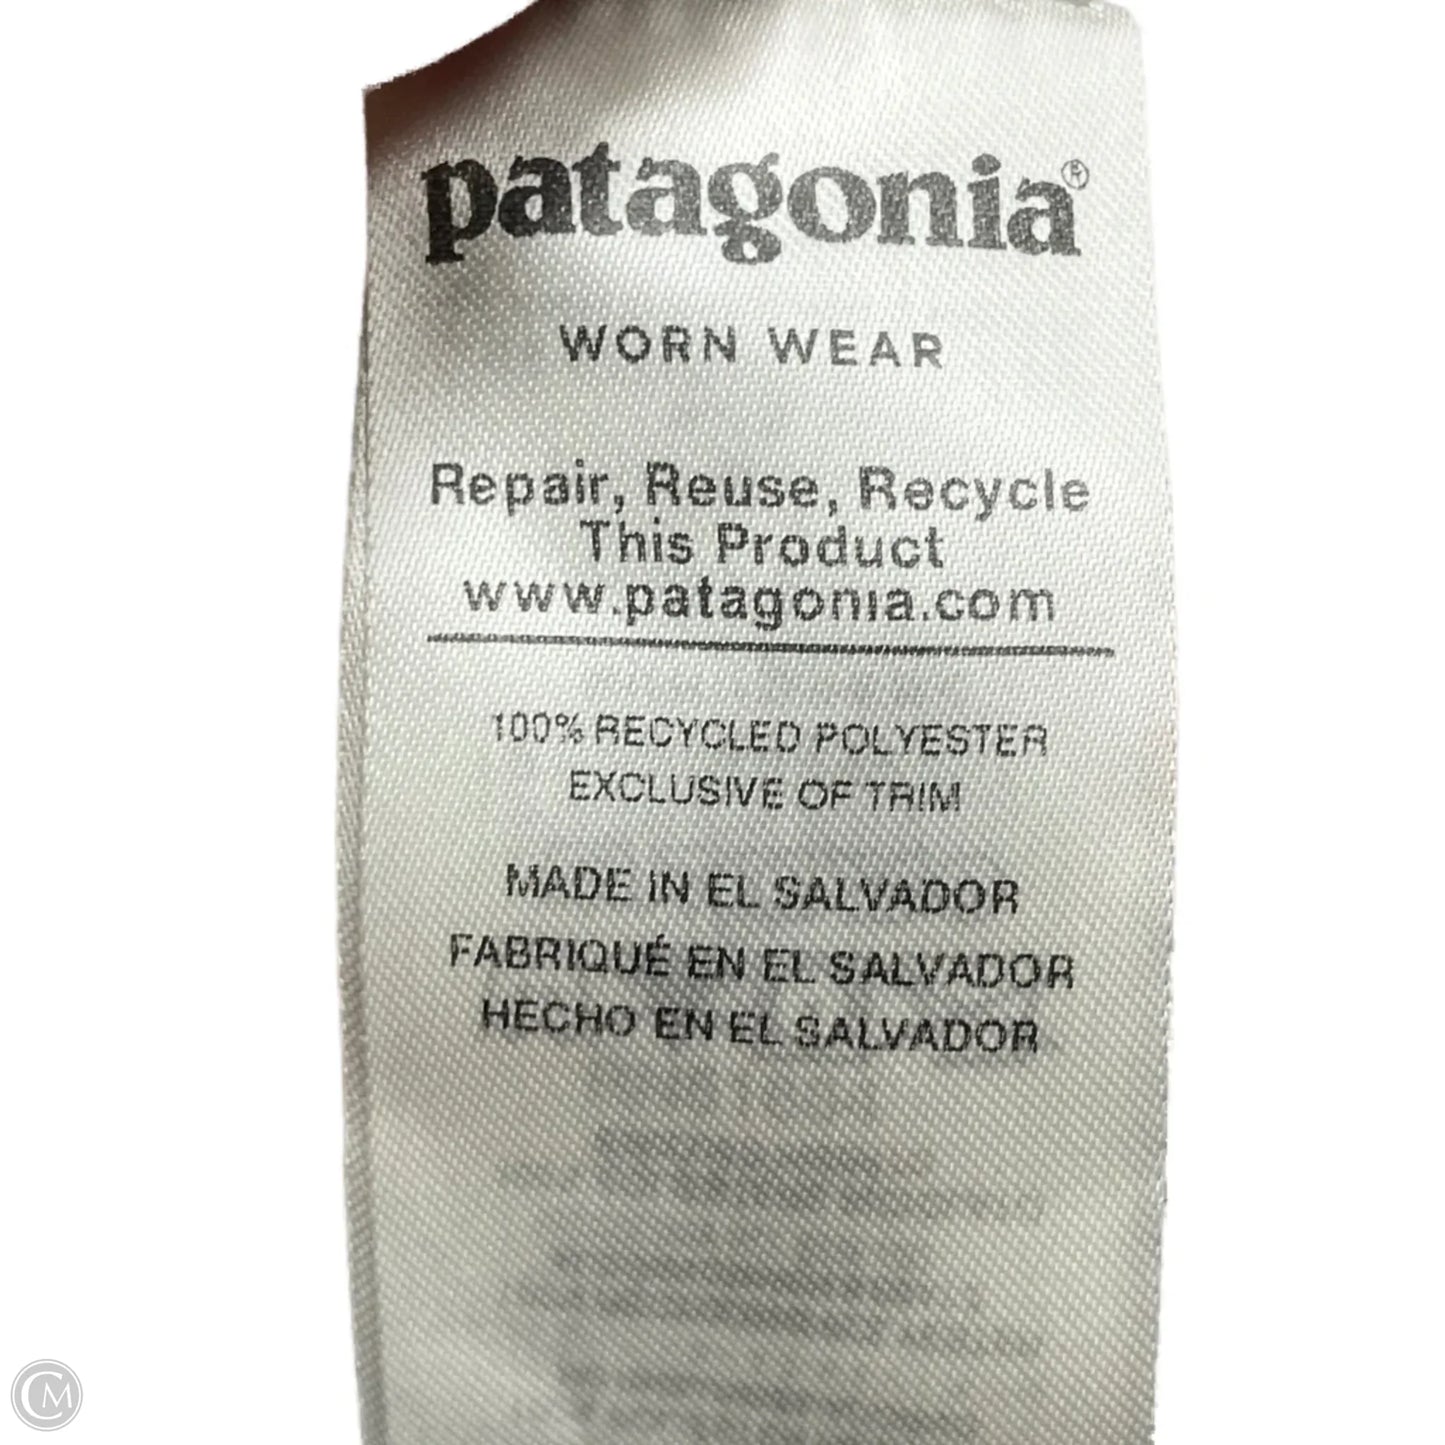 patagonia®
WORN WEAR
Repair, Reuse, Recycle
This Product
www.patagonia.com
100% RECYCLED POLYESTER
EXCLUSIVE OF TRIM
MADE IN EL SALVADOR
FABRIQUÉ EN EL SALVADOR
HECHO EN EL SALVADOR
CM